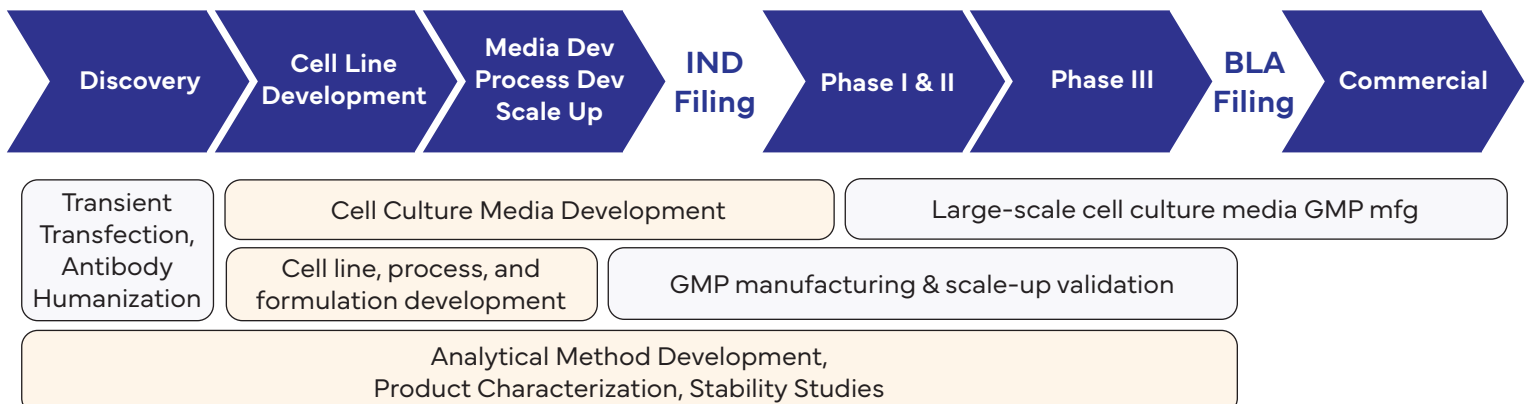 Discovery
Cell Line
Development
Media Dev
Process Dev
Scale Up
IND
Filing
Phase I & II
Phase III
BLA
Filing
Commercial
Transient
Transfection,
Antibody
Humanization
Cell Culture Media Development
Large-scale cell culture media GMP mfg
Cell line, process, and
formulation development
GMP manufacturing & scale-up validation
Analytical Method Development,
Product Characterization, Stability Studies